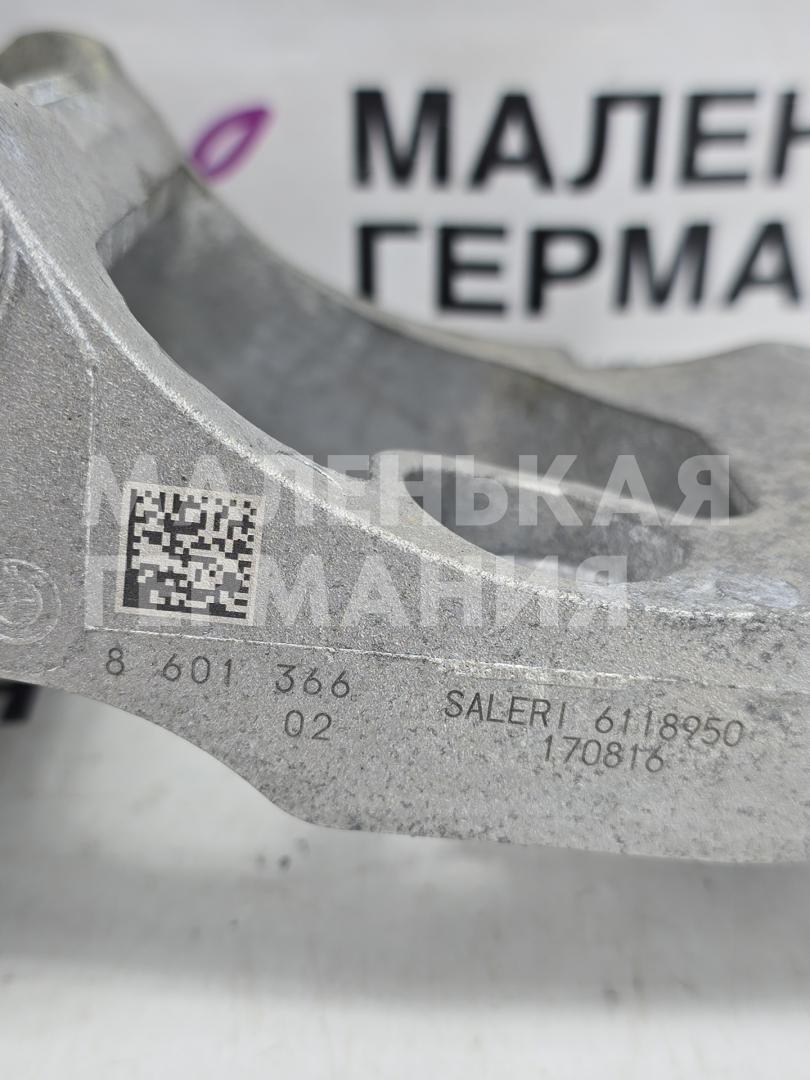 МАЛЕН
ГЕРМА
МАЛЕНЬКАЯ
ГЕРМАНИЯ
8 601 366
02
SALERI 6118950
170816